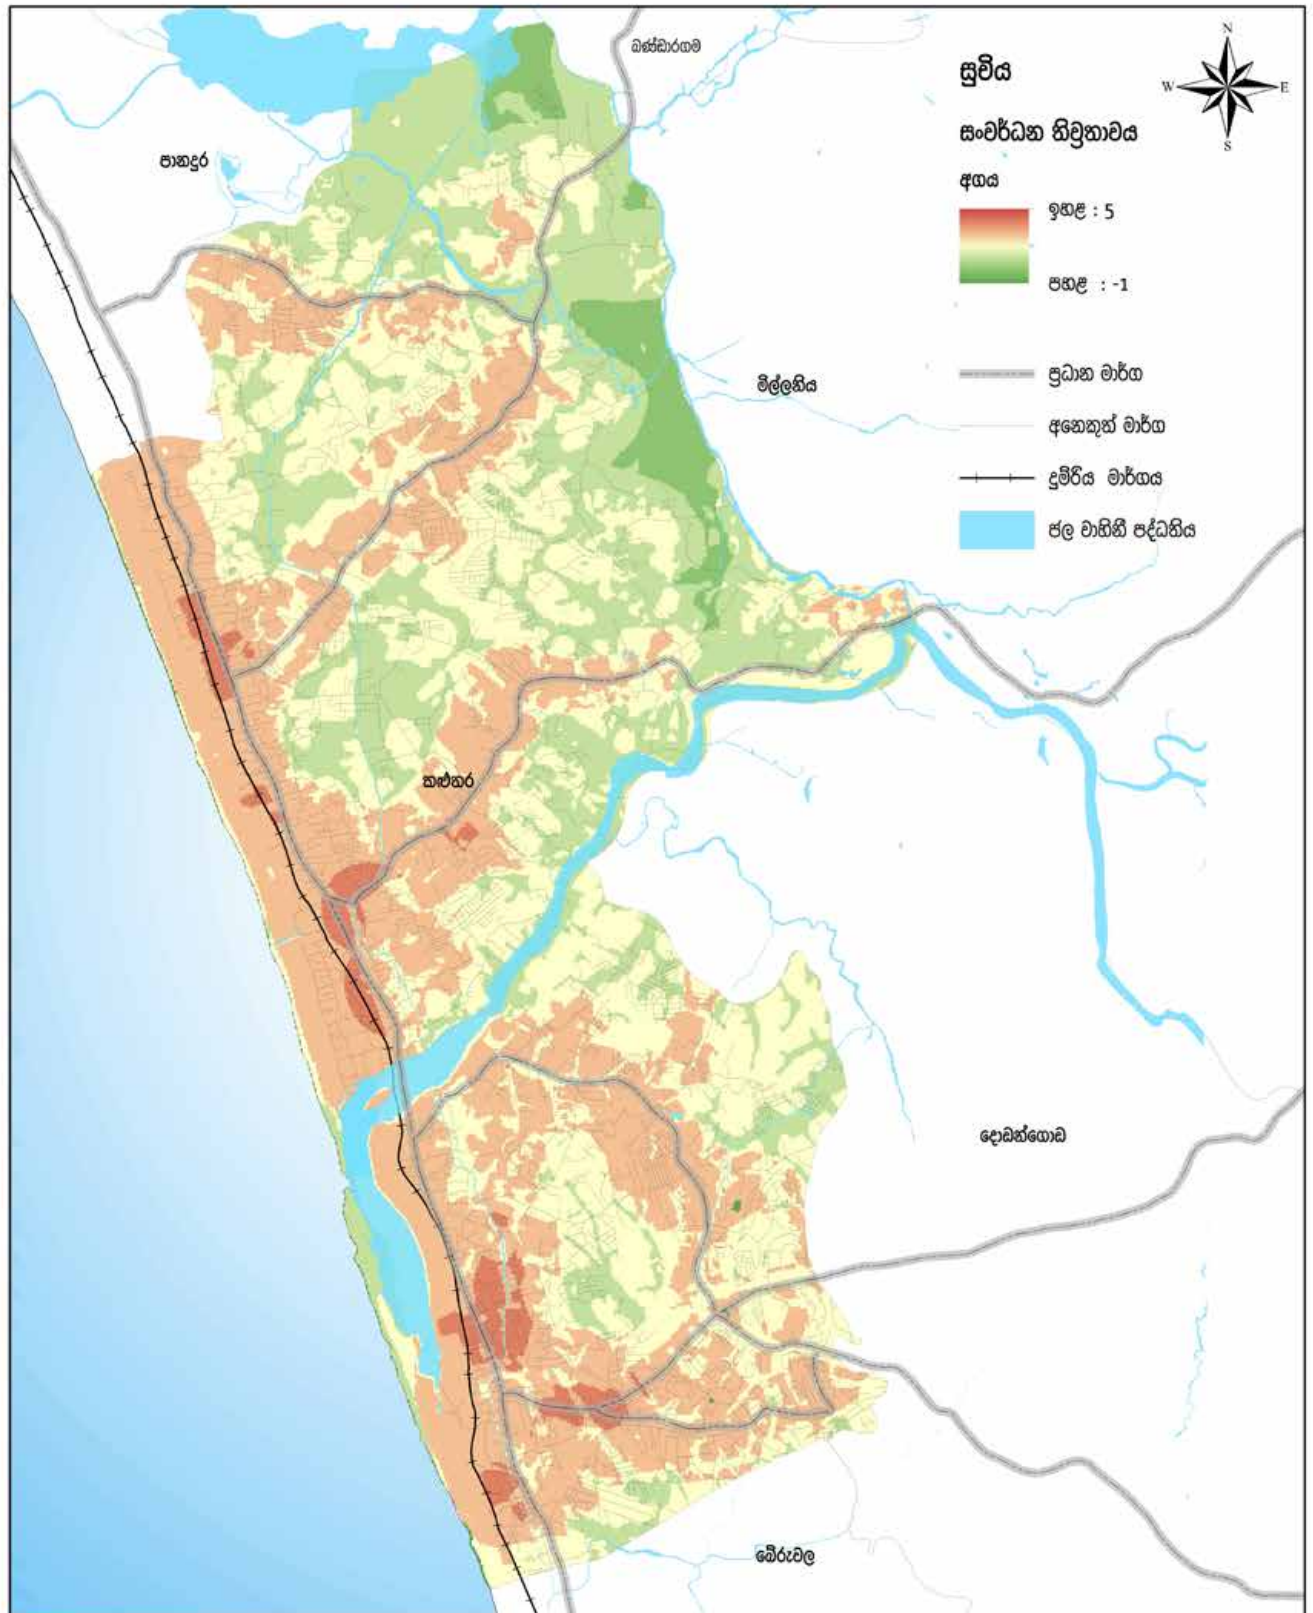 බණ්ඩාරගම
පානදුර
N
W
E
S
සූචිය
සංවර්ධන තිව්‍රතාවය
අගය
ඉහළ : 5
පහළ : -1
ප්‍රධාන මාර්ග
අනෙකුත් මාර්ග
දුම්රිය මාර්ගය
ජල වාහිනී පද්ධතිය
මිල්ලනිය
කළුතර
දොඩන්ගොඩ
බේරුවල